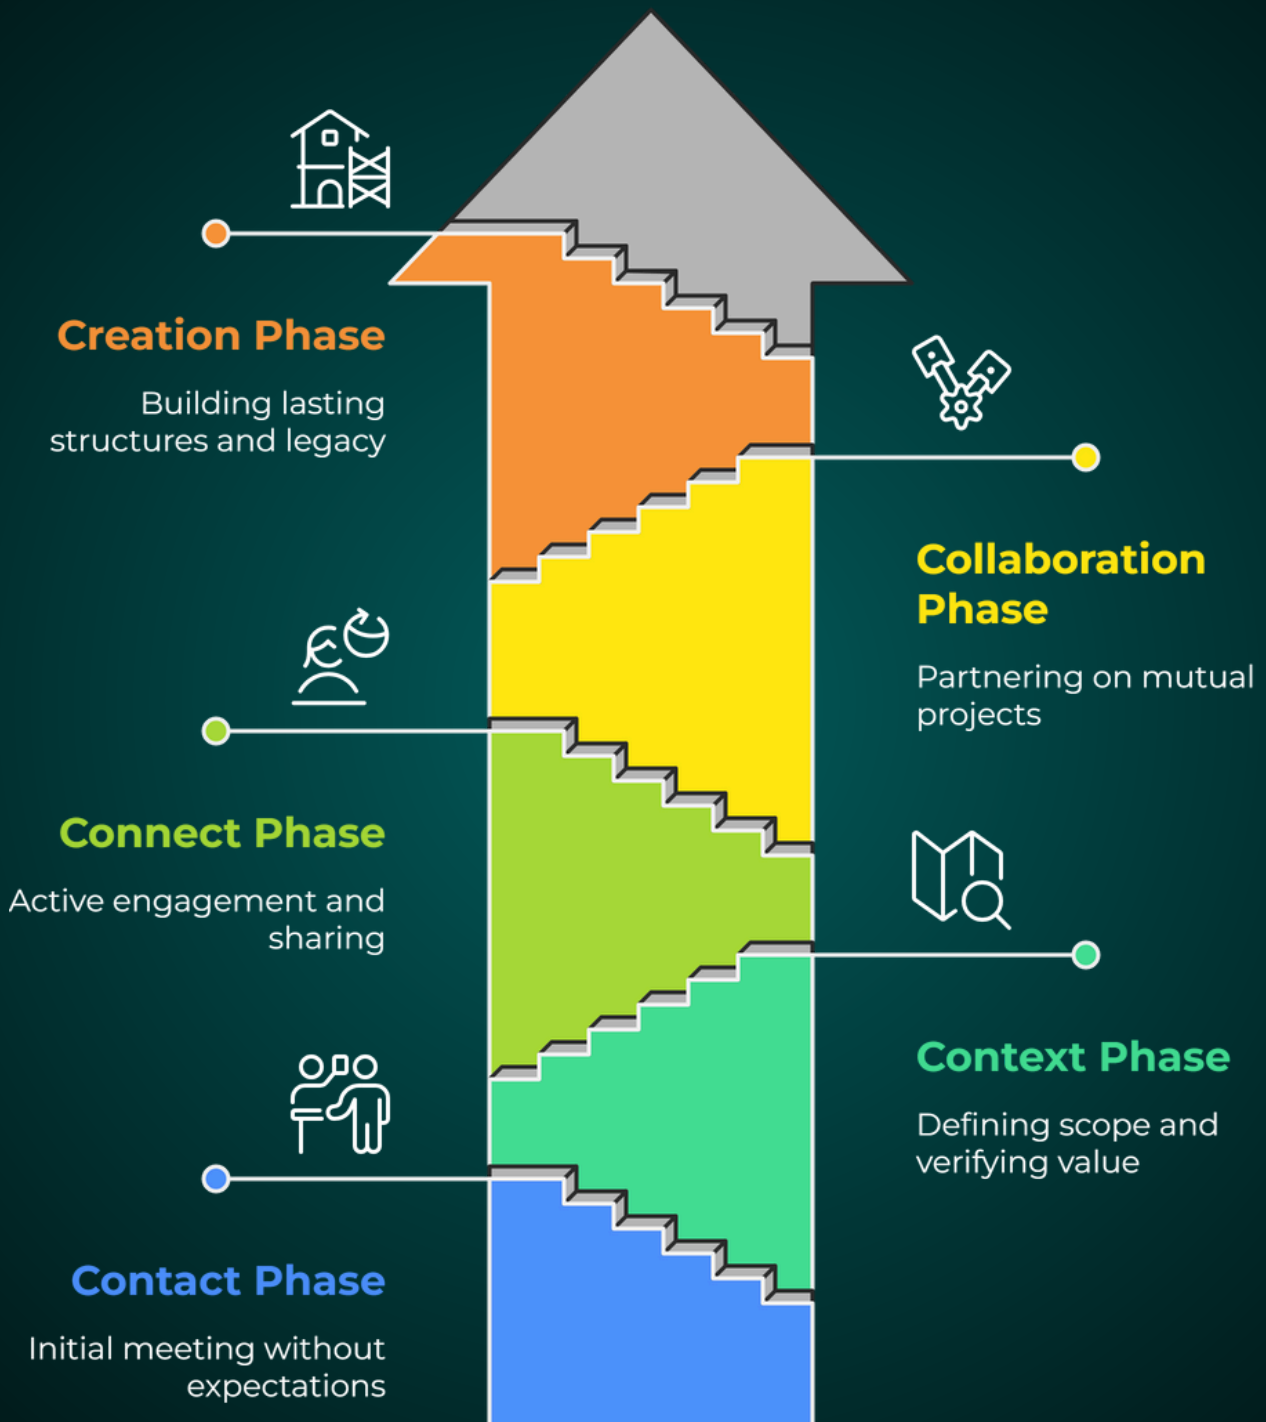 Creation Phase
Building lasting
structures and legacy
Collaboration
Phase
Partnering on mutual
projects
Connect Phase
Active engagement and
sharing
Context Phase
Defining scope and
verifying value
Contact Phase
Initial meeting without
expectations